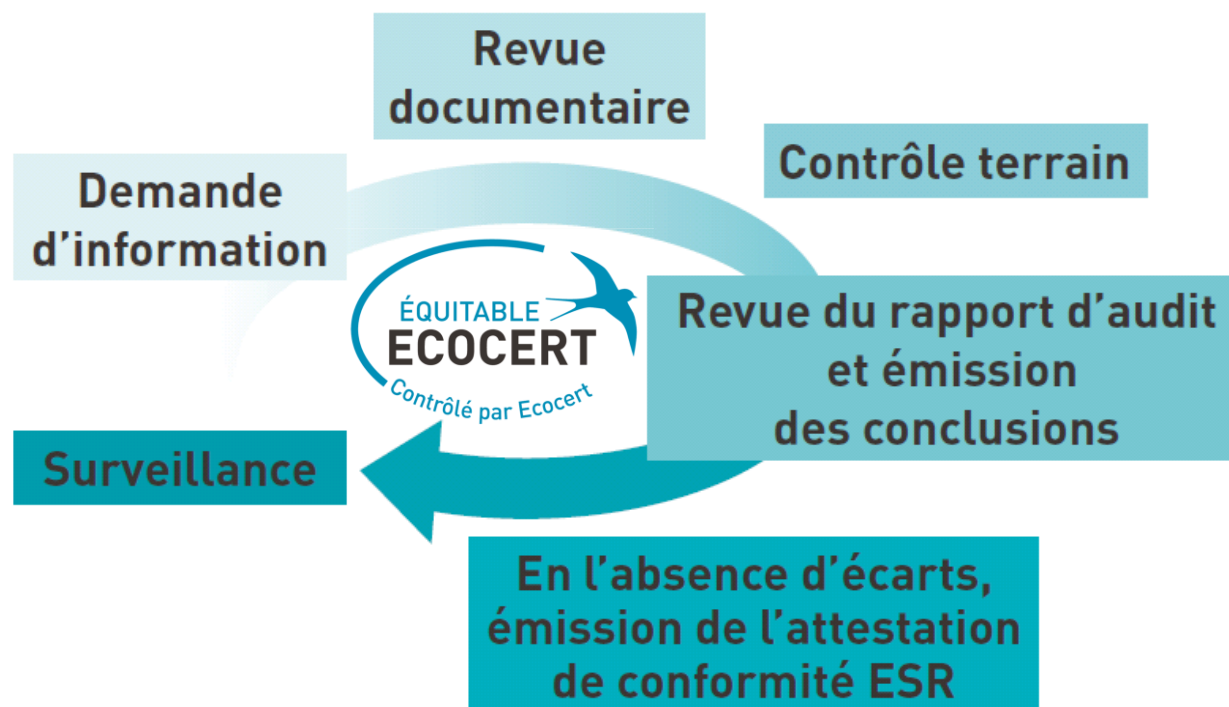 Revue
documentaire
Contrôle terrain
Demande
d’information
ÉQUITABLE
ECOCERT
Contrôlé par Ecocert
Revue du rapport d’audit
et émission
des conclusions
Surveillance
En l’absence d’écarts,
émission de l’attestation
de conformité ESR